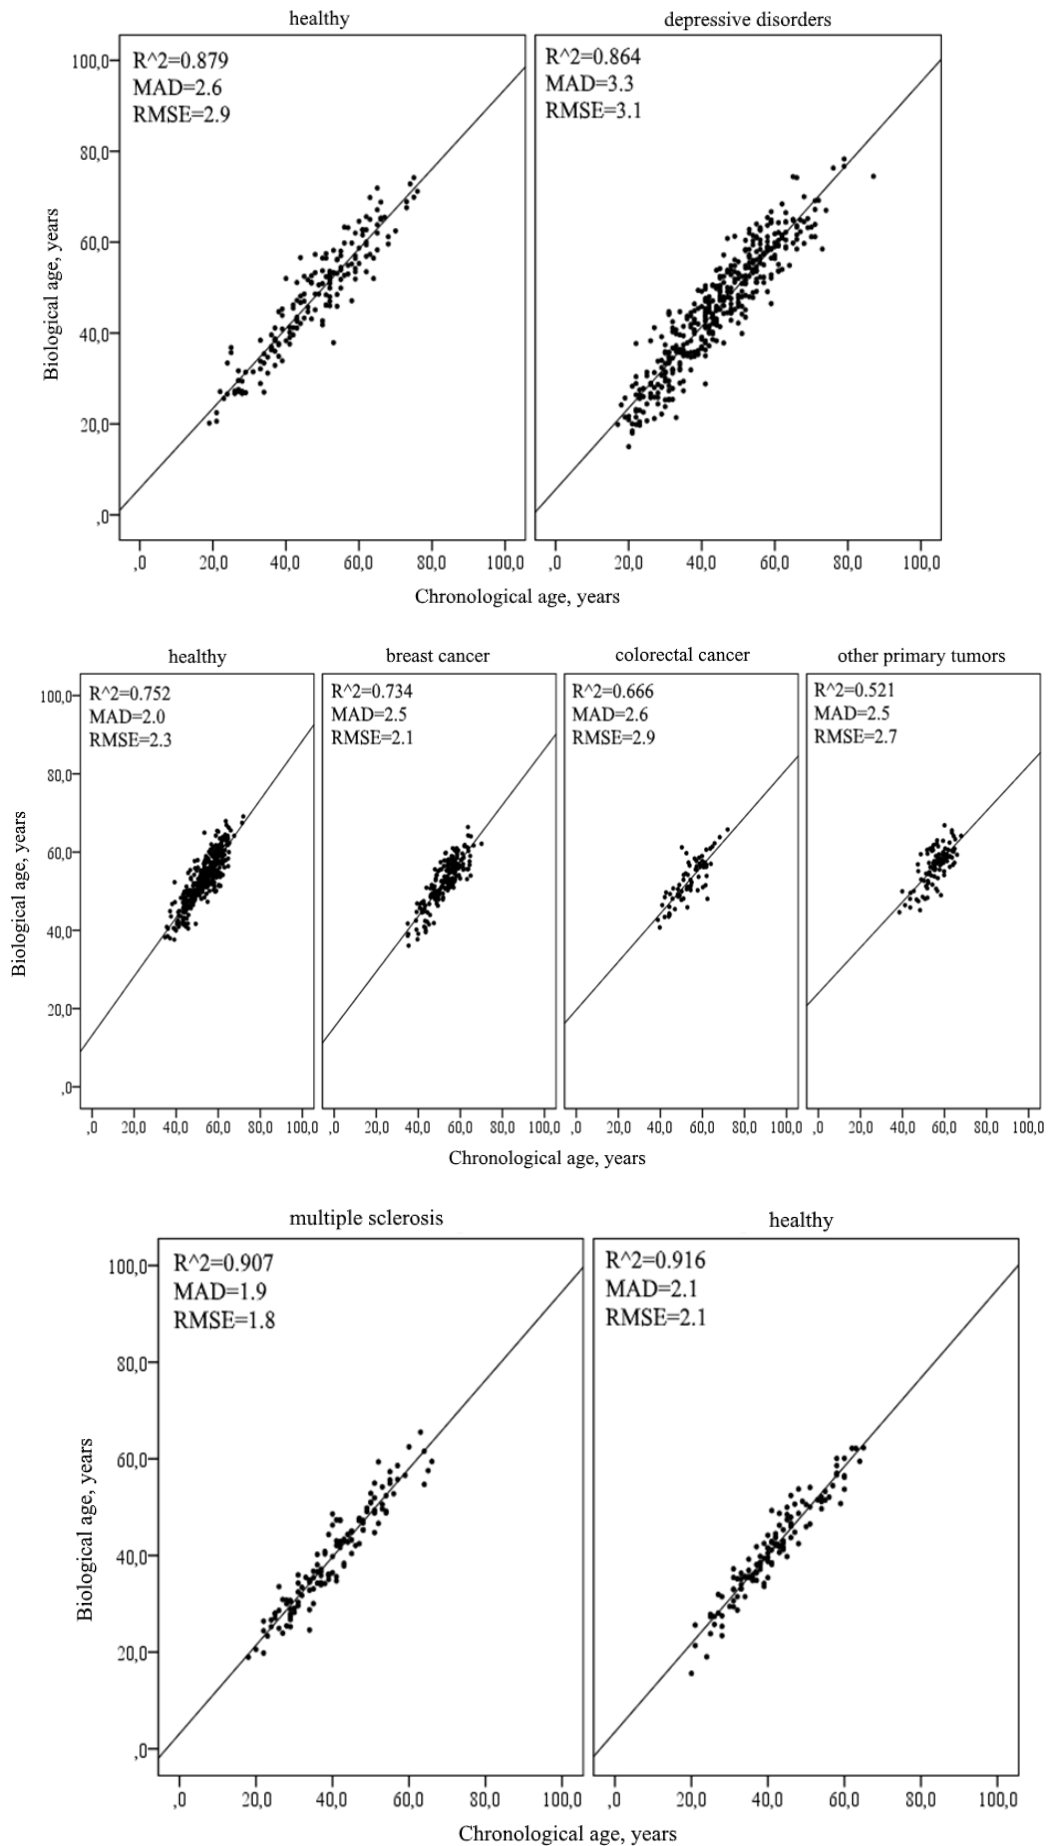 healthy
depressive disorders
R^2=0.879
MAD=2.6
RMSE=2.9
R^2=0.864
MAD=3.3
RMSE=3.1
100,0
80,0
60,0
40,0
20,0
,0
Biological age, years
,0 20,0 40,0 60,0 80,0 100,0
,0 20,0 40,0 60,0 80,0 100,0
Chronological age, years
healthy
breast cancer
colorectal cancer
other primary tumors
R^2=0.752
MAD=2.0
RMSE=2.3
R^2=0.734
MAD=2.5
RMSE=2.1
R^2=0.666
MAD=2.6
RMSE=2.9
R^2=0.521
MAD=2.5
RMSE=2.7
100,0
80,0
60,0
40,0
20,0
,0
Biological age, years
,0 20,0 40,0 60,0 80,0 100,0
,0 20,0 40,0 60,0 80,0 100,0
,0 20,0 40,0 60,0 80,0 100,0
,0 20,0 40,0 60,0 80,0 100,0
Chronological age, years
multiple sclerosis
healthy
R^2=0.907
MAD=1.9
RMSE=1.8
R^2=0.916
MAD=2.1
RMSE=2.1
100,0
80,0
60,0
40,0
20,0
,0
Biological age, years
,0 20,0 40,0 60,0 80,0 100,0
,0 20,0 40,0 60,0 80,0 100,0
Chronological age, years